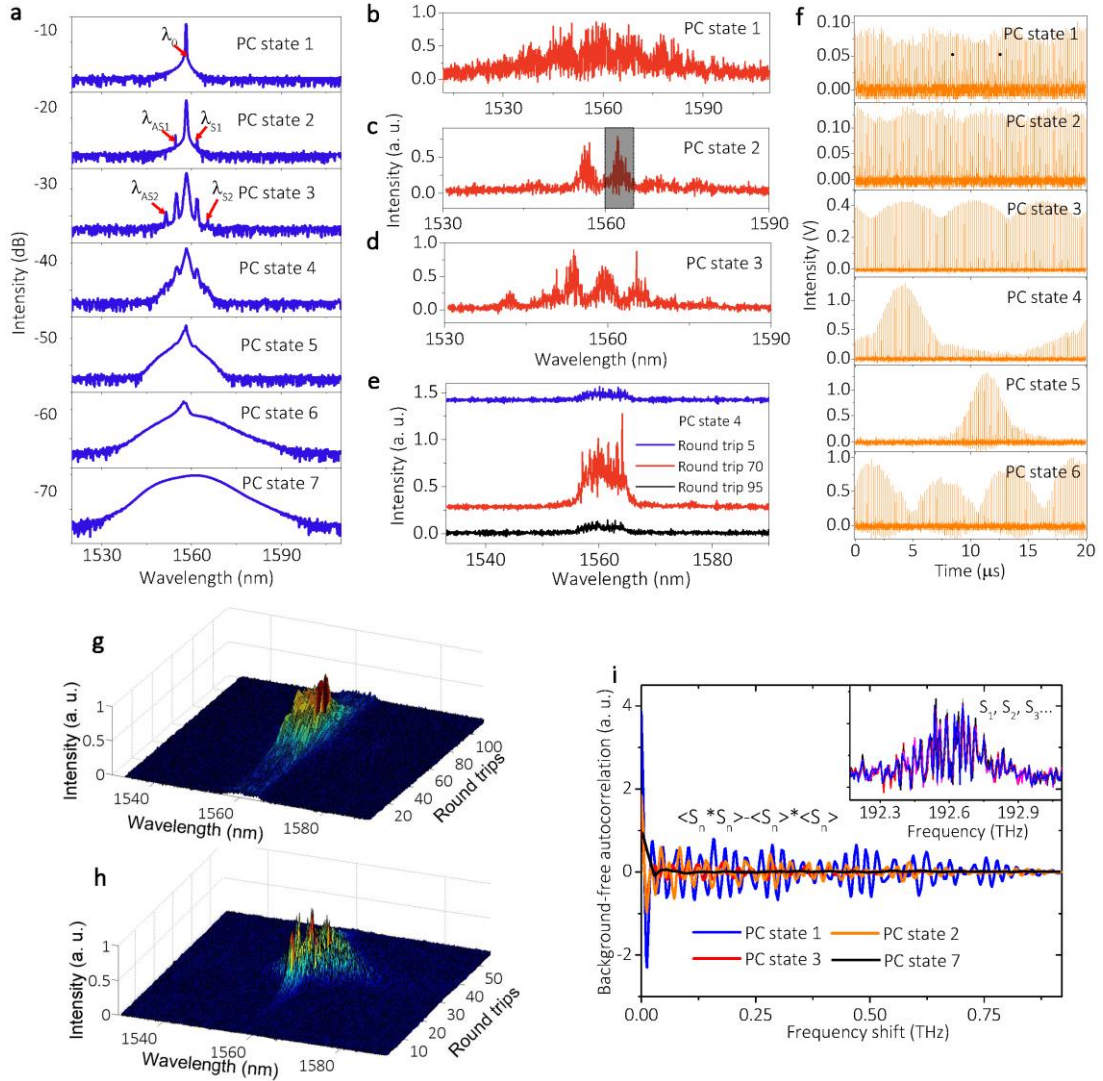 a
-10
-20
-30
-40
-50
-60
-70
Intensity (dB)
λ0
PC state 1
λAS1
λS1
PC state 2
λAS2
λS2
PC state 3
PC state 4
PC state 5
PC state 6
PC state 7
1530 1560 1590
Wavelength (nm)
b
1.0
0.5
0.0
PC state 1
1530 1550 1570 1590
c
1.0
0.5
0.0
Intensity (a. u.)
PC state 2
1530 1560 1590
d
1.0
0.5
0.0
PC state 3
1530 1560 1590
Wavelength (nm)
e
1.5
1.0
0.5
0.0
Intensity (a. u.)
PC state 4
Round trip 5
Round trip 70
Round trip 95
1540 1560 1580
Wavelength (nm)
f
0.10
0.05
0.00
PC state 1
0.1
0.0
PC state 2
0.4
0.2
0.0
PC state 3
Intensity (V)
1.0
0.5
0.0
PC state 4
1.0
0.5
0.0
PC state 5
1.0
0.5
0.0
PC state 6
0 5 10 15 20
Time (μs)
g
Intensity (a. u.)
1
0.5
0
1540 1560 1580
Wavelength (nm)
20 40 60 80 100
Round trips
h
Intensity (a. u.)
1
0.5
0
1540 1560 1580
Wavelength (nm)
10 20 30 40 50
Round trips
i
Background-free autocorrelation (a. u.)
4
2
0
-2
<Sn*Sn>-<Sn>*<Sn>
S1, S2, S3...
192.3 192.6 192.9
Frequency (THz)
PC state 1 PC state 2
PC state 3 PC state 7
0.00 0.25 0.50 0.75
Frequency shift (THz)